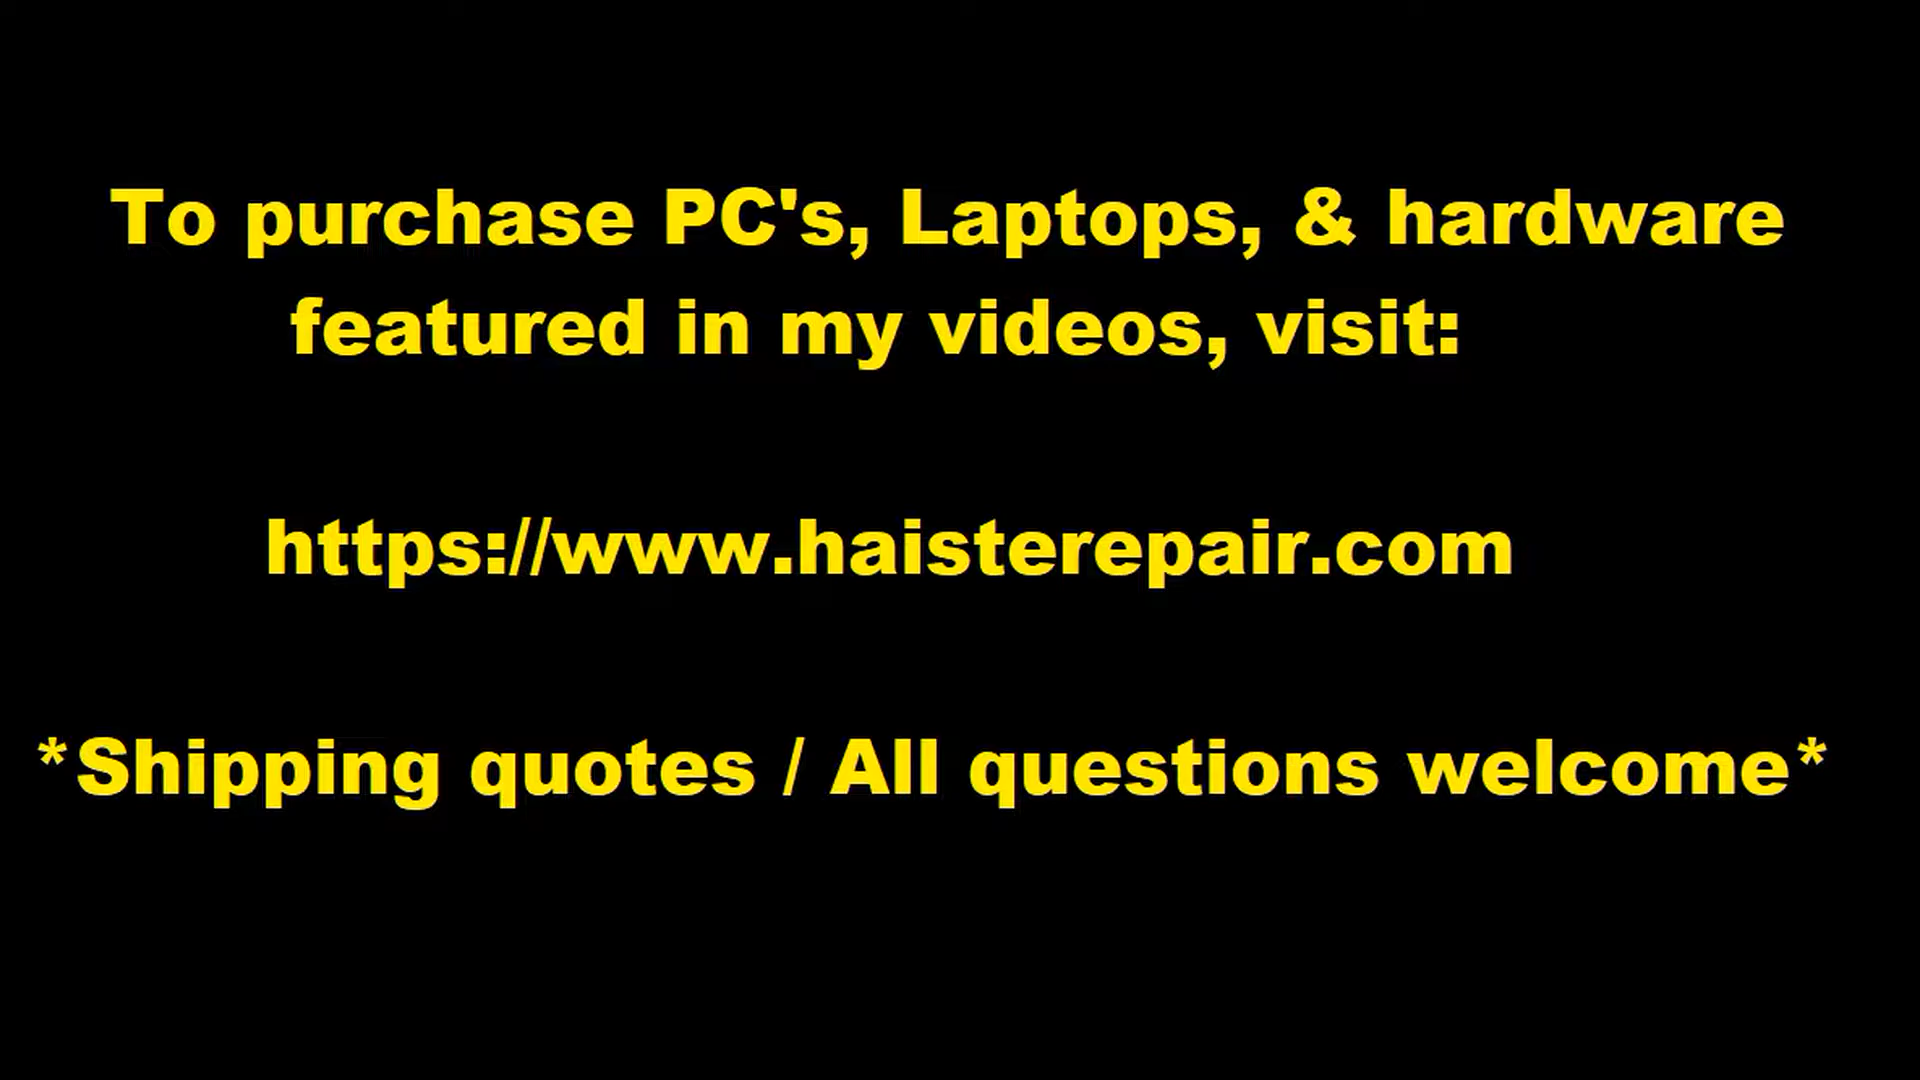 To purchase PC's, Laptops, & hardware
featured in my videos, visit:
https://www.haisterepair.com
*Shipping quotes / All questions welcome*